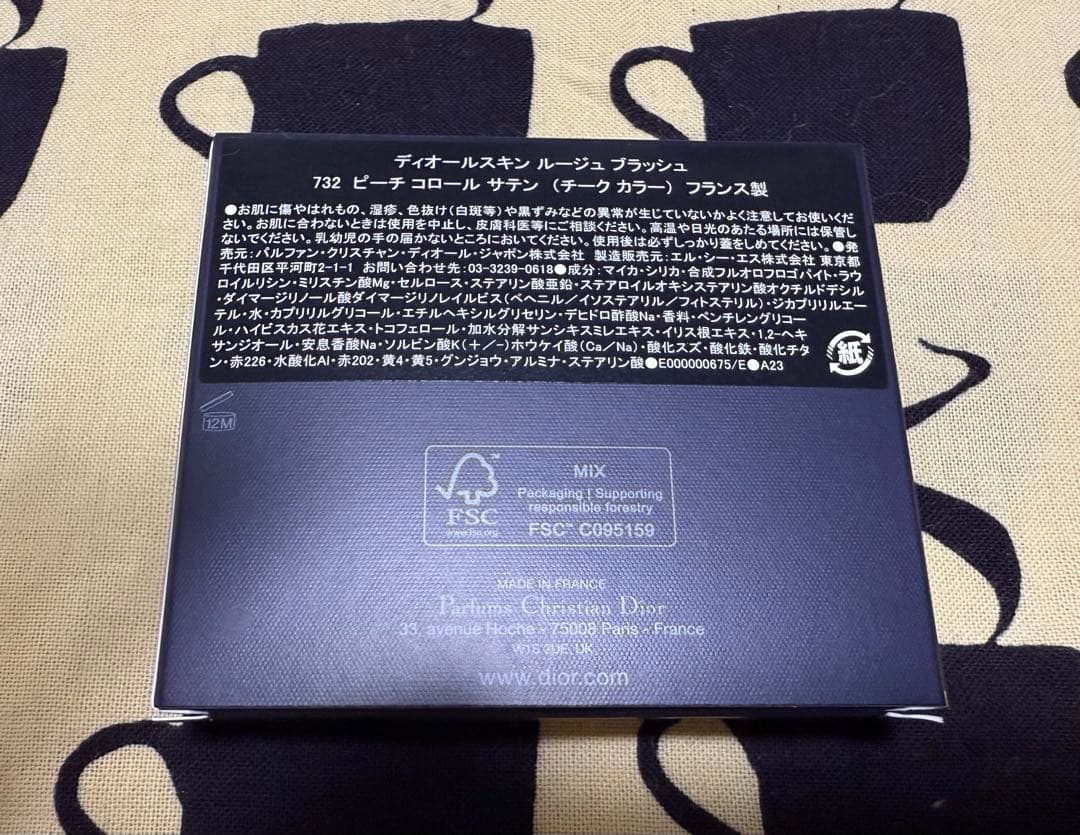 ディオールスキン ルージュ ブラッシュ
732 ピーチ コロール サテン （チーク カラー） フランス製
●お肌に傷やはれもの、湿疹、色抜け(白斑等)や黒ずみなどの異常が生じていないかよく注意してお使いくだ
さい。お肌に合わないときは使用を中止し、皮膚科医等にご相談ください。高温や日光のあたる場所には保管し
ないでください。乳幼児の手の届かないところにおいてください。使用後は必ずしっかり蓋をしめてください。●発
売元：パルファン・クリスチャン・ディオール・ジャポン株式会社 製造販売元：エル・シー・エス株式会社 東京都
千代田区平河町2-1-1 お問い合わせ先：03-3239-0618●成分：マイカ・シリカ・合成フルオロフロゴパイト・ラウ
ロイルリシン・ミリスチン酸Mg・セルロース・ステアリン酸亜鉛・ステアロイルオキシステアリン酸オクチルドデシル
・ダイマージリノール酸ダイマージリノレイルビス(ベヘニル／イソステアリル／フィトステリル)・ジカプリリルエー
テル・水・カプリリルグリコール・エチルヘキシルグリセリン・デヒドロ酢酸Na・香料・ペンチレングリコー
ル・ハイビスカス花エキス・トコフェロール・加水分解サンシキスミレエキス・イリス根エキス・1,2-ヘキ
サンジオール・安息香酸Na・ソルビン酸K(＋／－)ホウケイ酸(Ca／Na)・酸化スズ・酸化鉄・酸化チタ
ン・赤226・水酸化Al・赤202・黄4・黄5・グンジョウ・アルミナ・ステアリン酸●E000000675/E●A23
紙
12M
FSC™
www.fsc.org
MIX
Packaging | Supporting
responsible forestry
FSC™ C095159
MADE IN FRANCE
Parfums Christian Dior
33, avenue Hoche - 75008 Paris - France
W1S 2UE, UK
www.dior.com